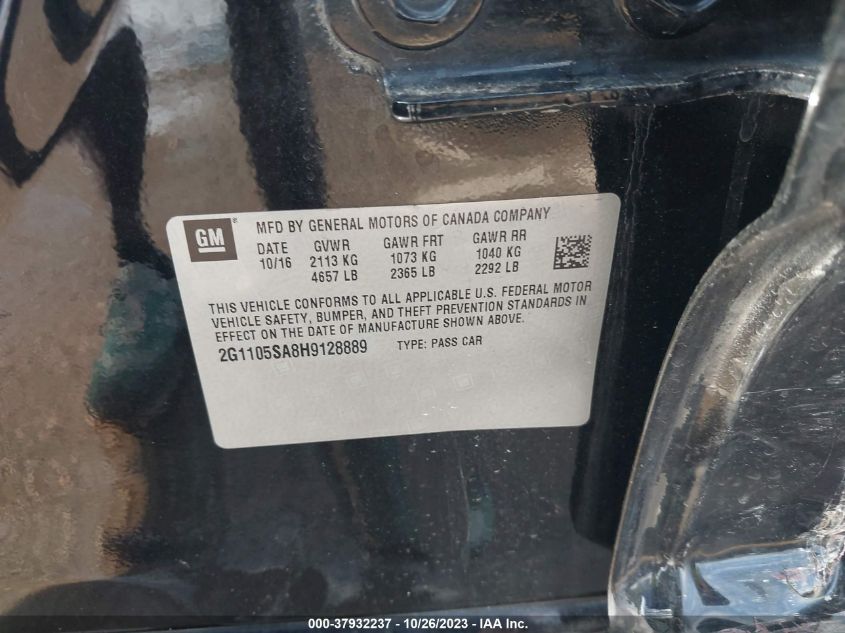 GM
®
MFD BY GENERAL MOTORS OF CANADA COMPANY
DATE GVWR GAWR FRT GAWR RR
10/16 2113 KG 1073 KG 1040 KG
4657 LB 2365 LB 2292 LB
THIS VEHICLE CONFORMS TO ALL APPLICABLE U.S. FEDERAL MOTOR
VEHICLE SAFETY, BUMPER, AND THEFT PREVENTION STANDARDS IN
EFFECT ON THE DATE OF MANUFACTURE SHOWN ABOVE.
2G1105SA8H9128889 TYPE: PASS CAR
000-37932237 - 10/26/2023 - IAA Inc.